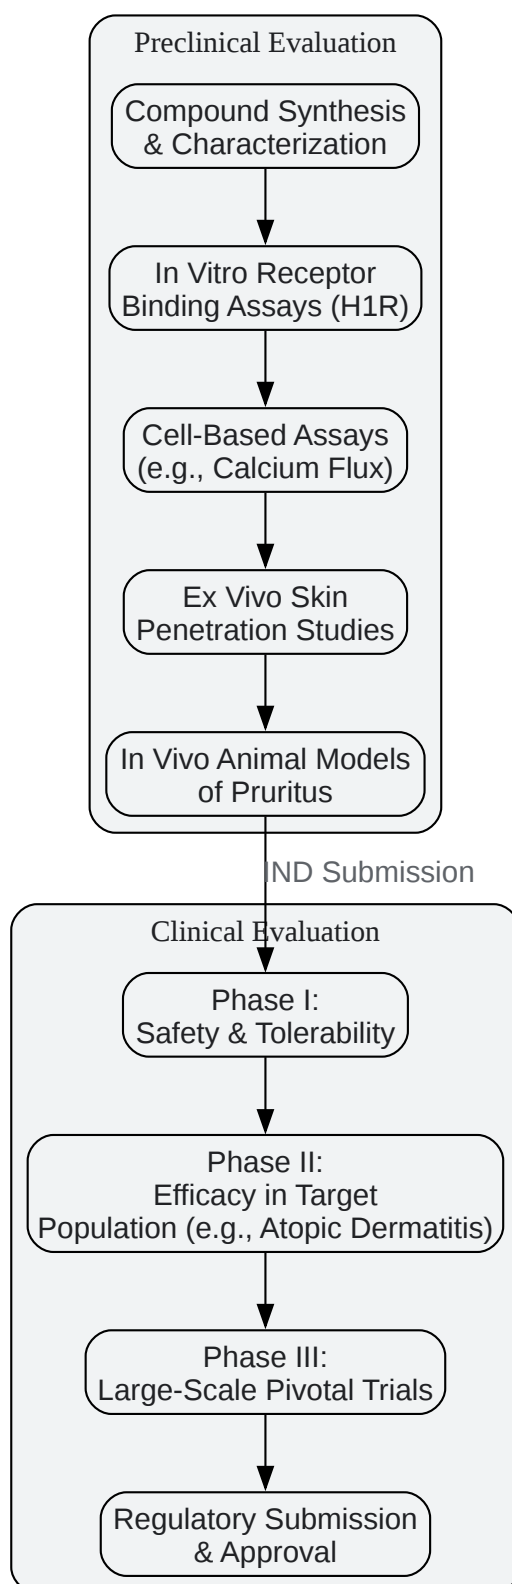 Preclinical Evaluation
Compound Synthesis
& Characterization
In Vitro Receptor
Binding Assays (H1R)
Cell-Based Assays
(e.g., Calcium Flux)
Ex Vivo Skin
Penetration Studies
In Vivo Animal Models
of Pruritus
IND Submission
Clinical Evaluation
Phase I:
Safety & Tolerability
Phase II:
Efficacy in Target
Population (e.g., Atopic Dermatitis)
Phase III:
Large-Scale Pivotal Trials
Regulatory Submission
& Approval